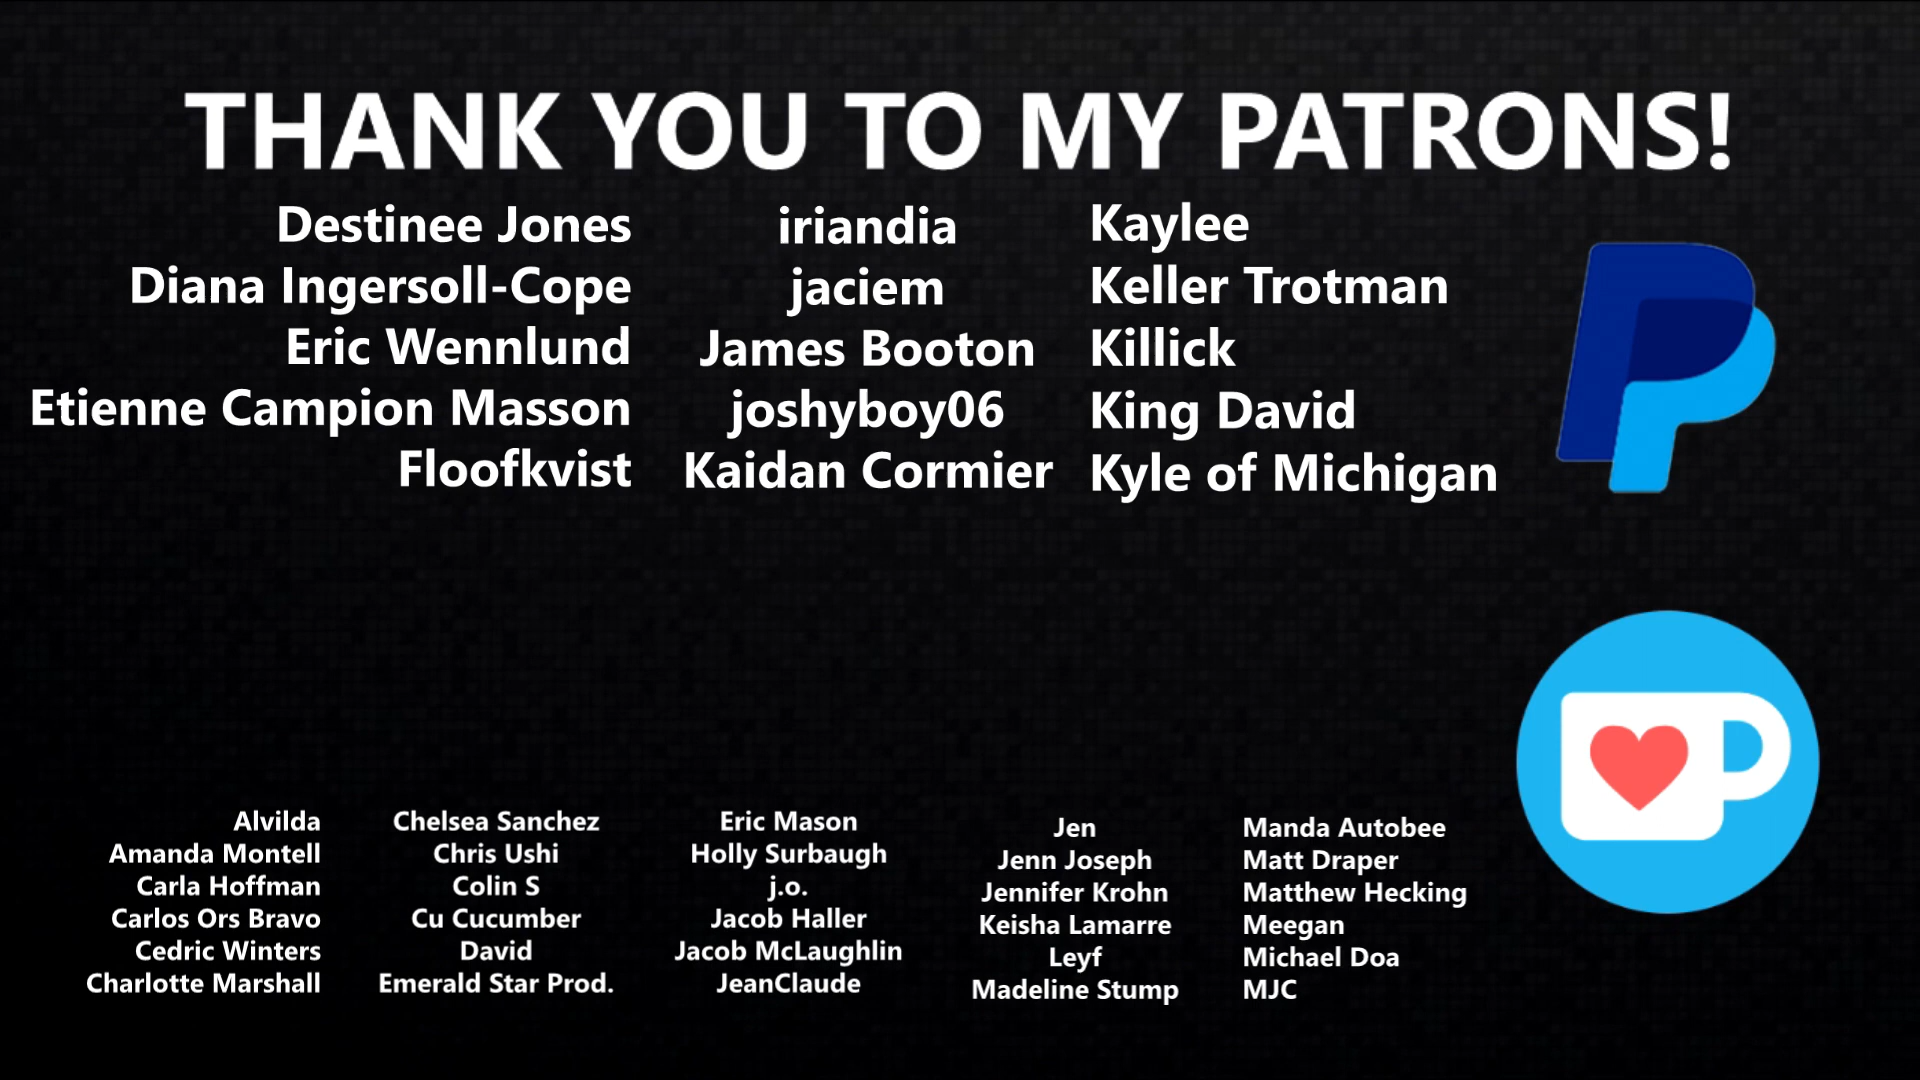 THANK YOU TO MY PATRONS!
Destinee Jones
Diana Ingersoll-Cope
Eric Wennlund
Etienne Campion Masson
Floofkvist
iriandia
jaciem
James Booton
joshyboy06
Kaidan Cormier
Kaylee
Keller Trotman
Killick
King David
Kyle of Michigan
Alvilda
Amanda Montell
Carla Hoffman
Carlos Ors Bravo
Cedric Winters
Charlotte Marshall
Chelsea Sanchez
Chris Ushi
Colin S
Cu Cucumber
David
Emerald Star Prod.
Eric Mason
Holly Surbaugh
j.o.
Jacob Haller
Jacob McLaughlin
JeanClaude
Jen
Jenn Joseph
Jennifer Krohn
Keisha Lamarre
Leyf
Madeline Stump
Manda Autobee
Matt Draper
Matthew Hecking
Meegan
Michael Doa
MJC